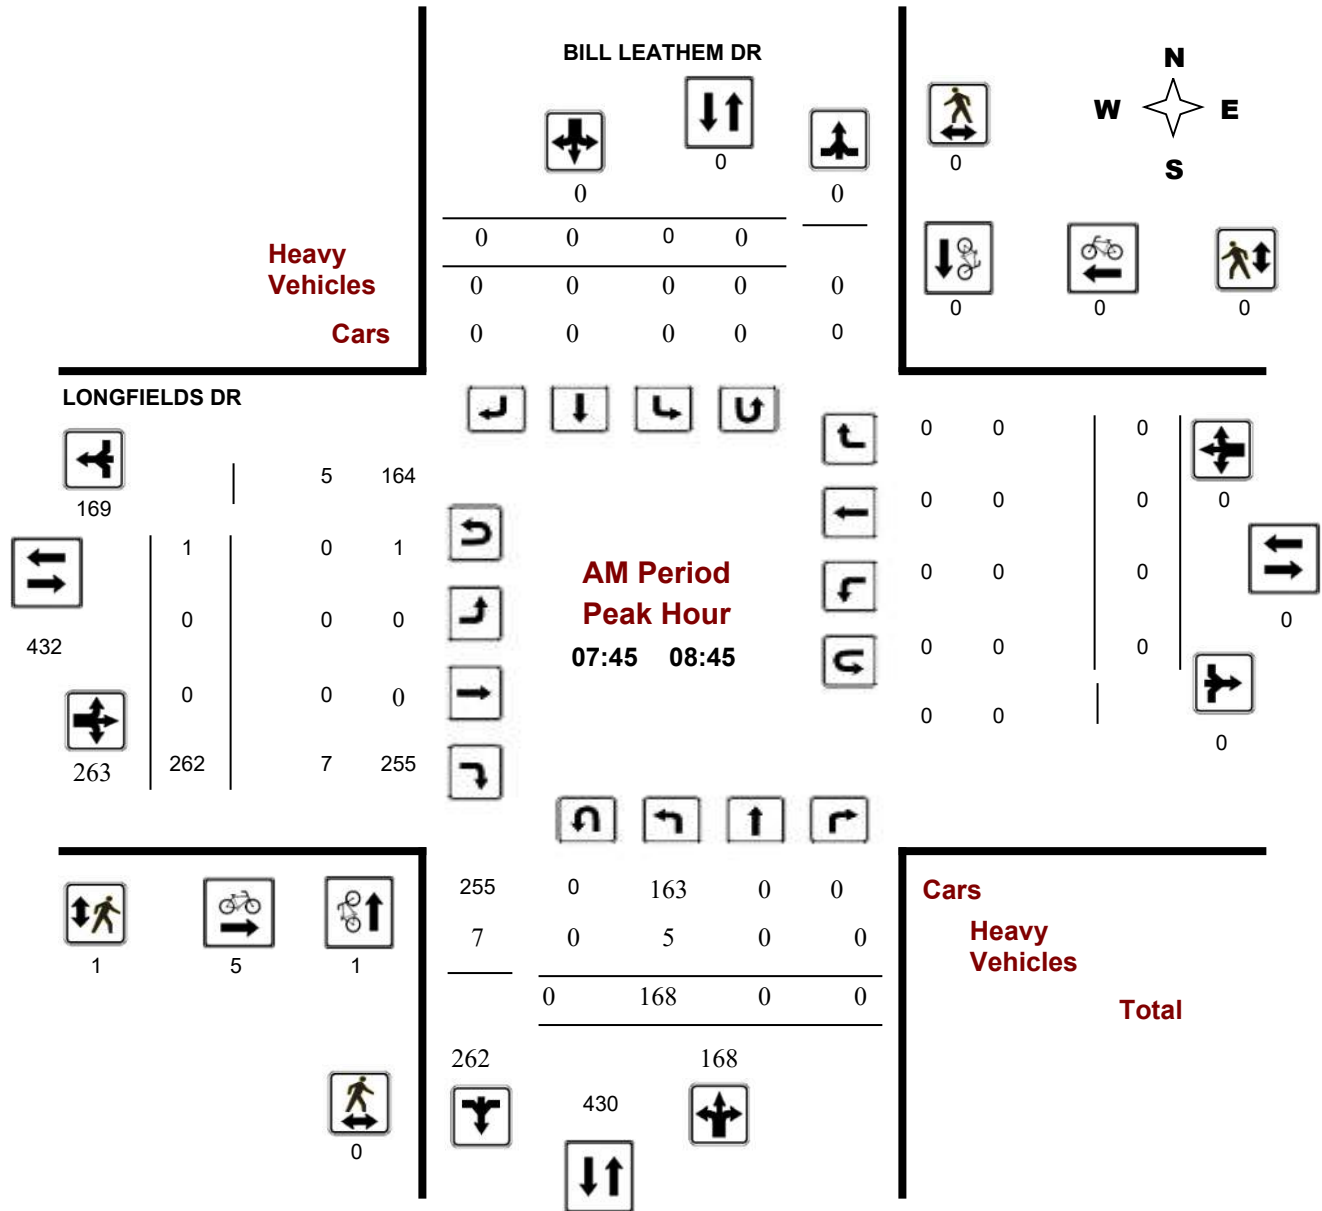 BILL LEATHEM DR
N
W E
S
0
0
0 0
0 0 0 0
Heavy
Vehicles
0 0 0 0 0
Cars
0 0 0 0 0
0 0 0
LONGFIELDS DR
0 0 0
5 164
169
0 0 0
0
1 0 1
AM Period
Peak Hour
07:45 08:45
0 0 0
0
0 0 0
432
0 0 0
0 0 0
0 0
0
263
262 7 255
255 0 163 0 0
Cars
7 0 5 0 0
Heavy
Vehicles
1 5 1
0 168 0 0
Total
262 168
430
0